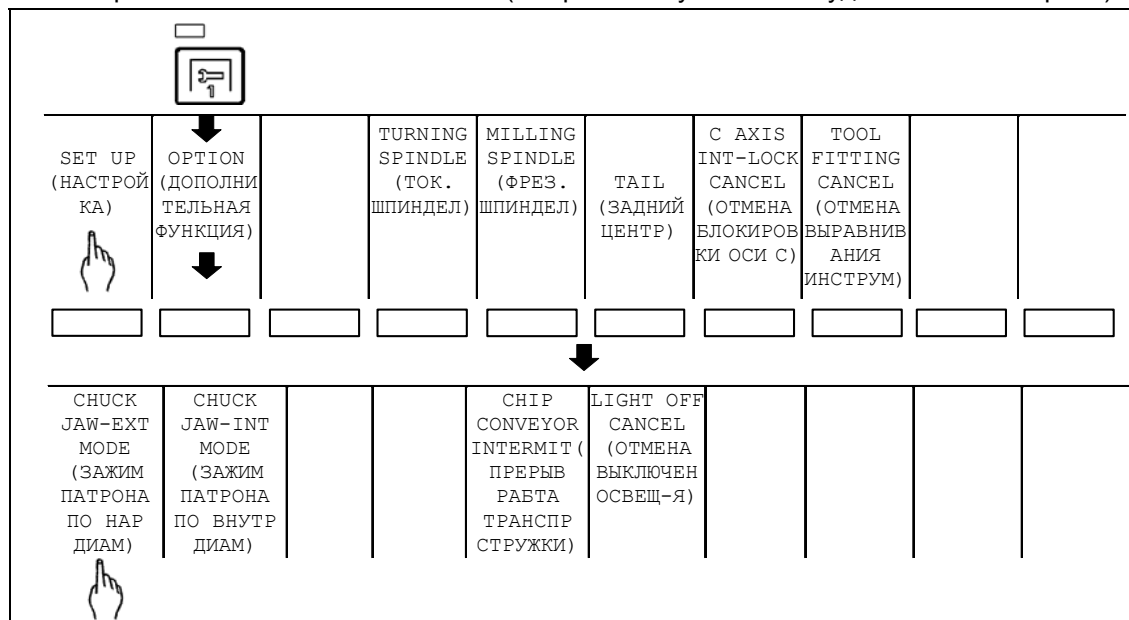 1
SET UP
(НАСТРОЙ
КА)
OPTION
(ДОПОЛНИ
ТЕЛЬНАЯ
ФУНКЦИЯ)
TURNING
SPINDLE
(ТОК.
ШПИНДЕЛ)
MILLING
SPINDLE
(ФРЕЗ.
ШПИНДЕЛ)
TAIL
(ЗАДНИЙ
ЦЕНТР)
C AXIS
INT-LOCK
CANCEL
(ОТМЕНА
БЛОКИРОВ
КИ ОСИ С)
TOOL
FITTING
CANCEL
(ОТМЕНА
ВЫРАВНИВ
АНИЯ
ИНСТРУМ)
CHUCK
JAW-EXT
MODE
(ЗАЖИМ
ПАТРОНА
ПО НАР
ДИАМ)
CHUCK
JAW-INT
MODE
(ЗАЖИМ
ПАТРОНА
ПО ВНУТР
ДИАМ)
CHIP
CONVEYOR
INTERMIT(
ПРЕРЫВ
РАБТА
ТРАНСПР
СТРУЖКИ)
LIGHT OFF
CANCEL
(ОТМЕНА
ВЫКЛЮЧЕН
ОСВЕЩ-Я)